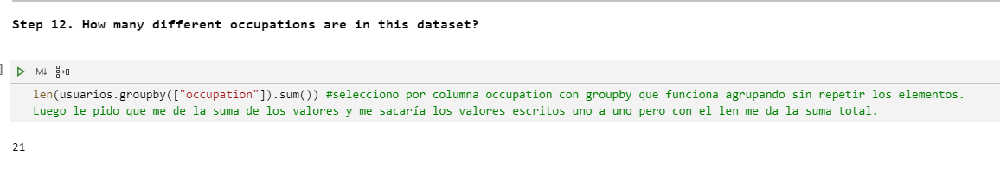 Step 12. How many different occupations are in this dataset?
] M↓
len(usuarios.groupby(["occupation"]).sum()) #selecciono por columna occupation con groupby que funciona agrupando sin repetir los elementos.
Luego le pido que me de la suma de los valores y me sacaría los valores escritos uno a uno pero con el len me da la suma total.
21